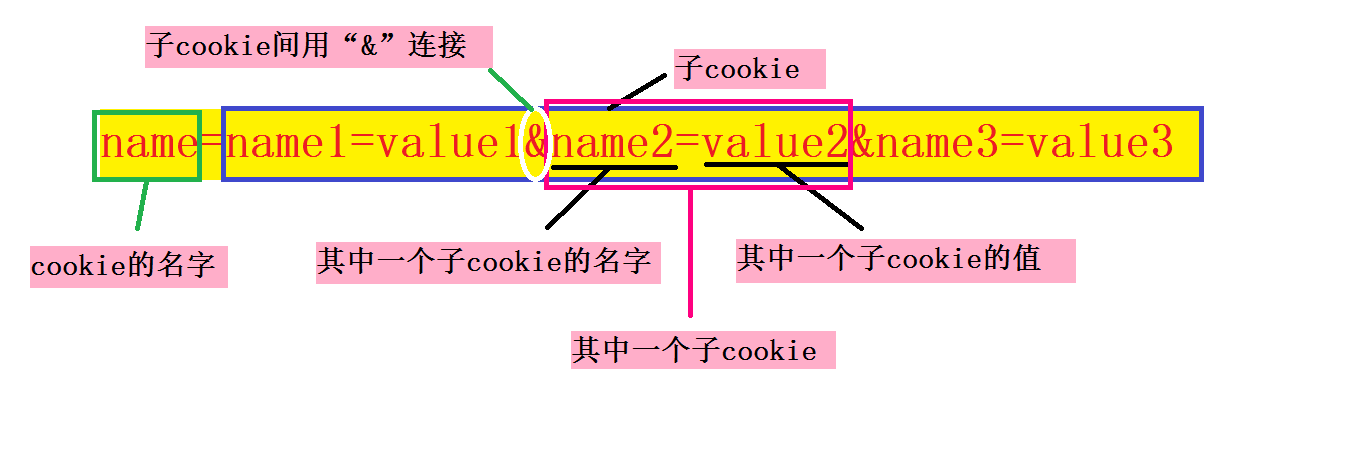 子cookie间用“&”连接
子cookie
name=name1=value1&name2=value2&name3=value3
cookie的名字
其中一个子cookie的名字
其中一个子cookie的值
其中一个子cookie